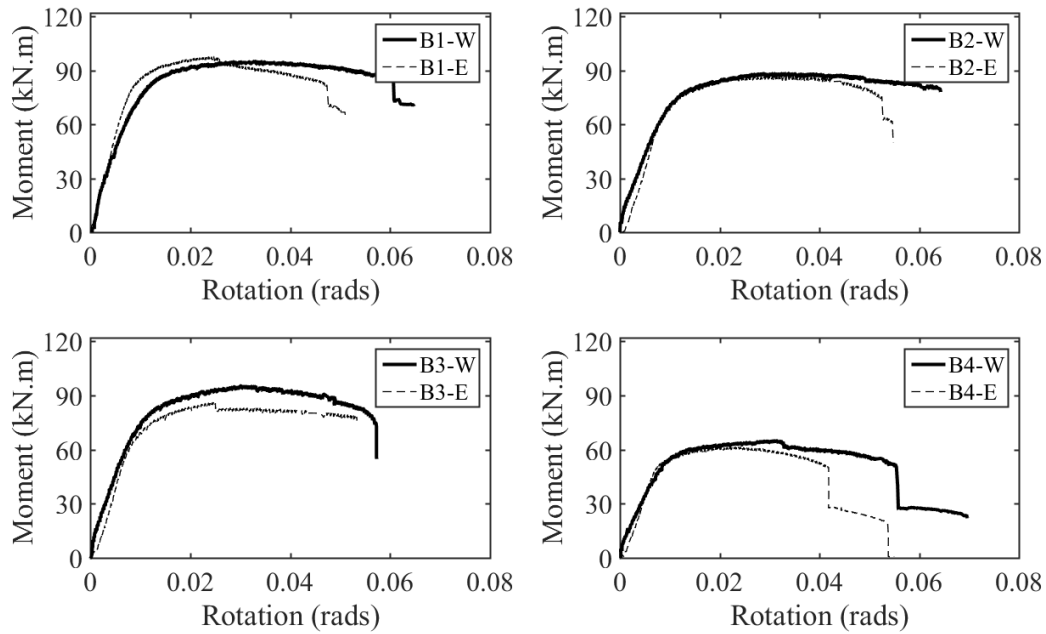 120
90
60
30
0
Moment (kN.m)
B1-W
B1-E
0 0.02 0.04 0.06 0.08
Rotation (rads)
120
90
60
30
0
Moment (kN.m)
B2-W
B2-E
0 0.02 0.04 0.06 0.08
Rotation (rads)
120
90
60
30
0
Moment (kN.m)
B3-W
B3-E
0 0.02 0.04 0.06 0.08
Rotation (rads)
120
90
60
30
0
Moment (kN.m)
B4-W
B4-E
0 0.02 0.04 0.06 0.08
Rotation (rads)